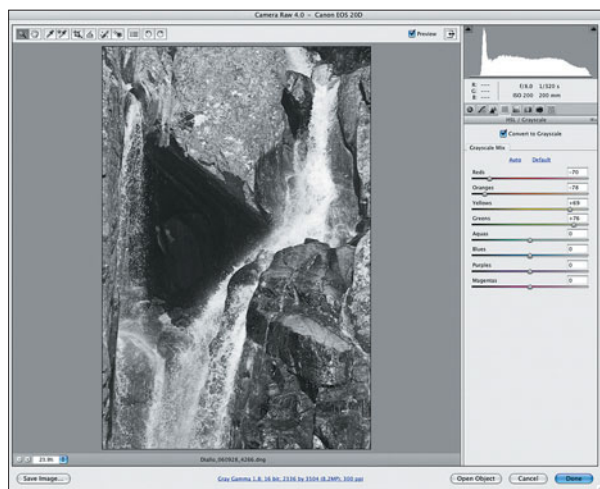 Camera Raw 4.0 – Canon EOS 20D
Preview
R: ----
G: ----
B: ----
f/8.0 1/320 s
ISO 200 200 mm
HSL / Grayscale
Convert to Grayscale
Grayscale Mix
Auto Default
Reds -70
Oranges -78
Yellows +69
Greens +76
Aquas 0
Blues 0
Purples 0
Magentas 0
Diallo_060928_4266.dng
Save Image...
Gray Gamma 1.8; 16 bit; 2336 by 3504 (8.2MP); 300 ppi
Open Object
Cancel
Done